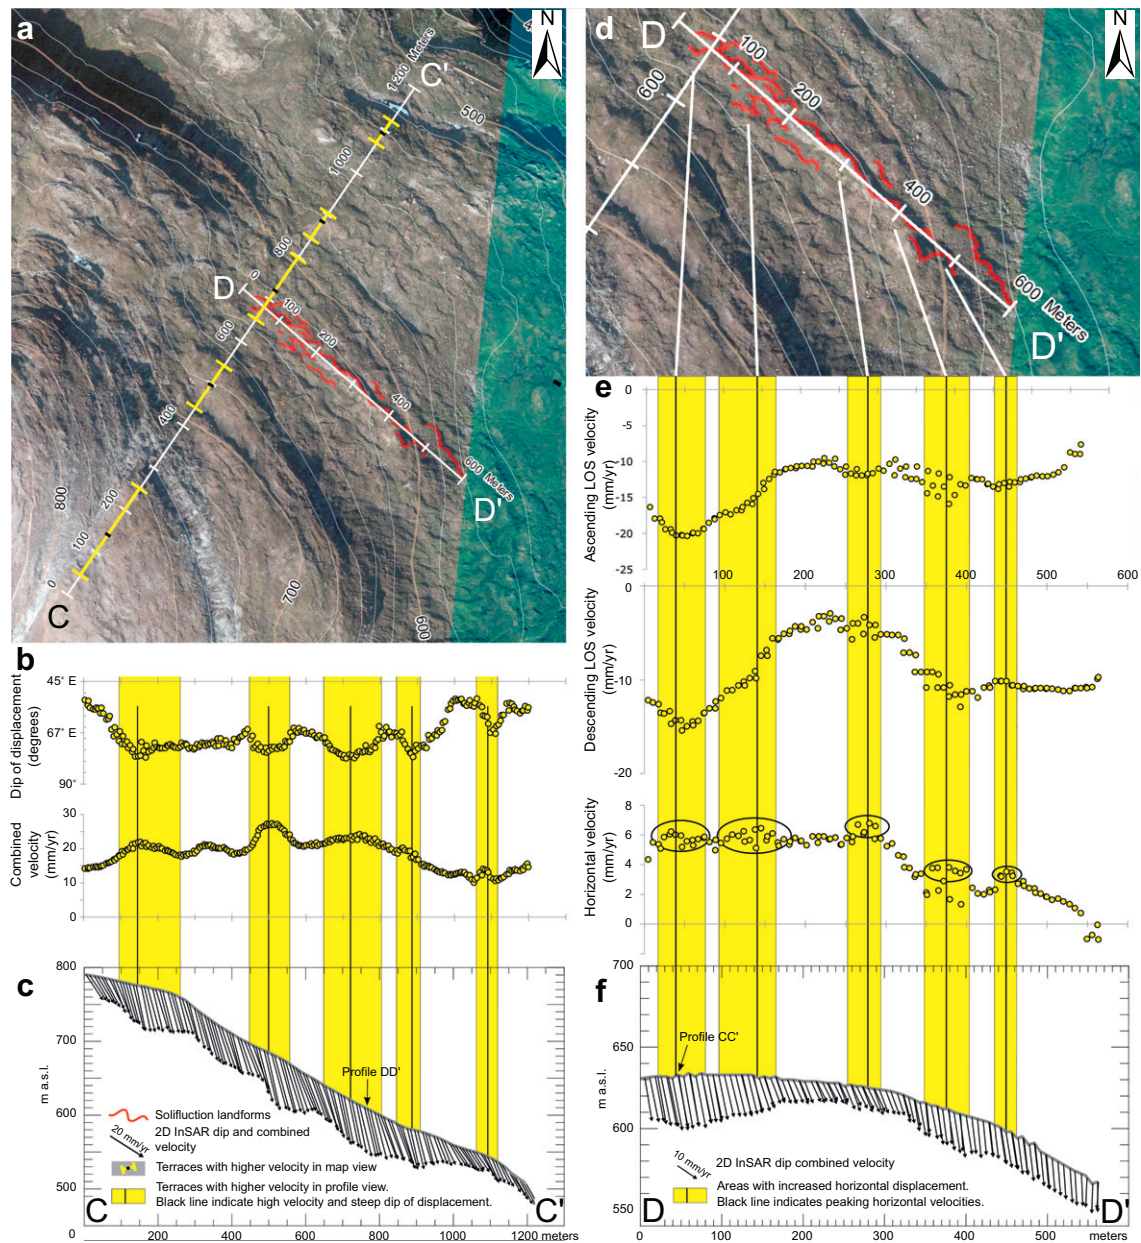 a
N
1 200 Meters
C'
500
1 000
800
D
0
100
200
600
400
400
600 Meters
D'
800
200
100
0
C
700
600
d
N
D
100
200
600
400
600 Meters
D'
b
45° E
67° E
90°
Dip of displacement
(degrees)
30
20
10
0
Combined
velocity
(mm/yr)
e
0
-5
-10
-15
-20
-25
Ascending LOS velocity
(mm/yr)
100
200
300
400
500
600
0
-10
-20
Descending LOS velocity
(mm/yr)
8
6
4
2
0
Horizontal velocity
(mm/yr)
c
800
700
600
500
0
m a.s.l.
Profile DD'
Solifluction landforms
20 mm/yr
2D InSAR dip and combined
velocity
Terraces with higher velocity in map view
Terraces with higher velocity in profile view.
Black line indicate high velocity and steep dip of displacement.
C
C'
200
400
600
800
1000
1200 meters
f
700
650
600
550
m a.s.l.
Profile CC'
10 mm/yr
2D InSAR dip combined velocity
Areas with increased horizontal displacement.
Black line indicates peaking horizontal velocities.
D
D'
0
100
200
300
400
500
meters